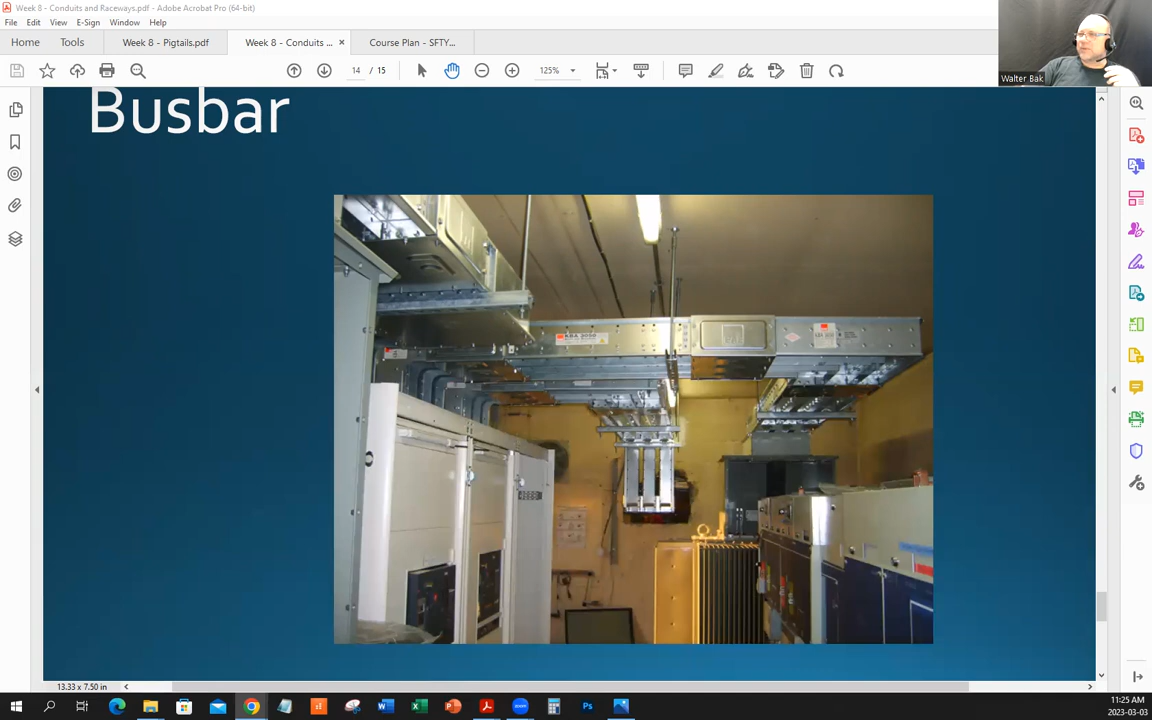 Week 8 - Conduits and Raceways.pdf - Adobe Acrobat Pro (64-bit)
File Edit View E-Sign Window Help
Home Tools Week 8 - Pigtails.pdf Week 8 - Conduits ... × Course Plan - SFTY...
14 / 15 125%
Walter Bak
Busbar
13.33 x 7.50 in
11:25 AM
2023-03-03